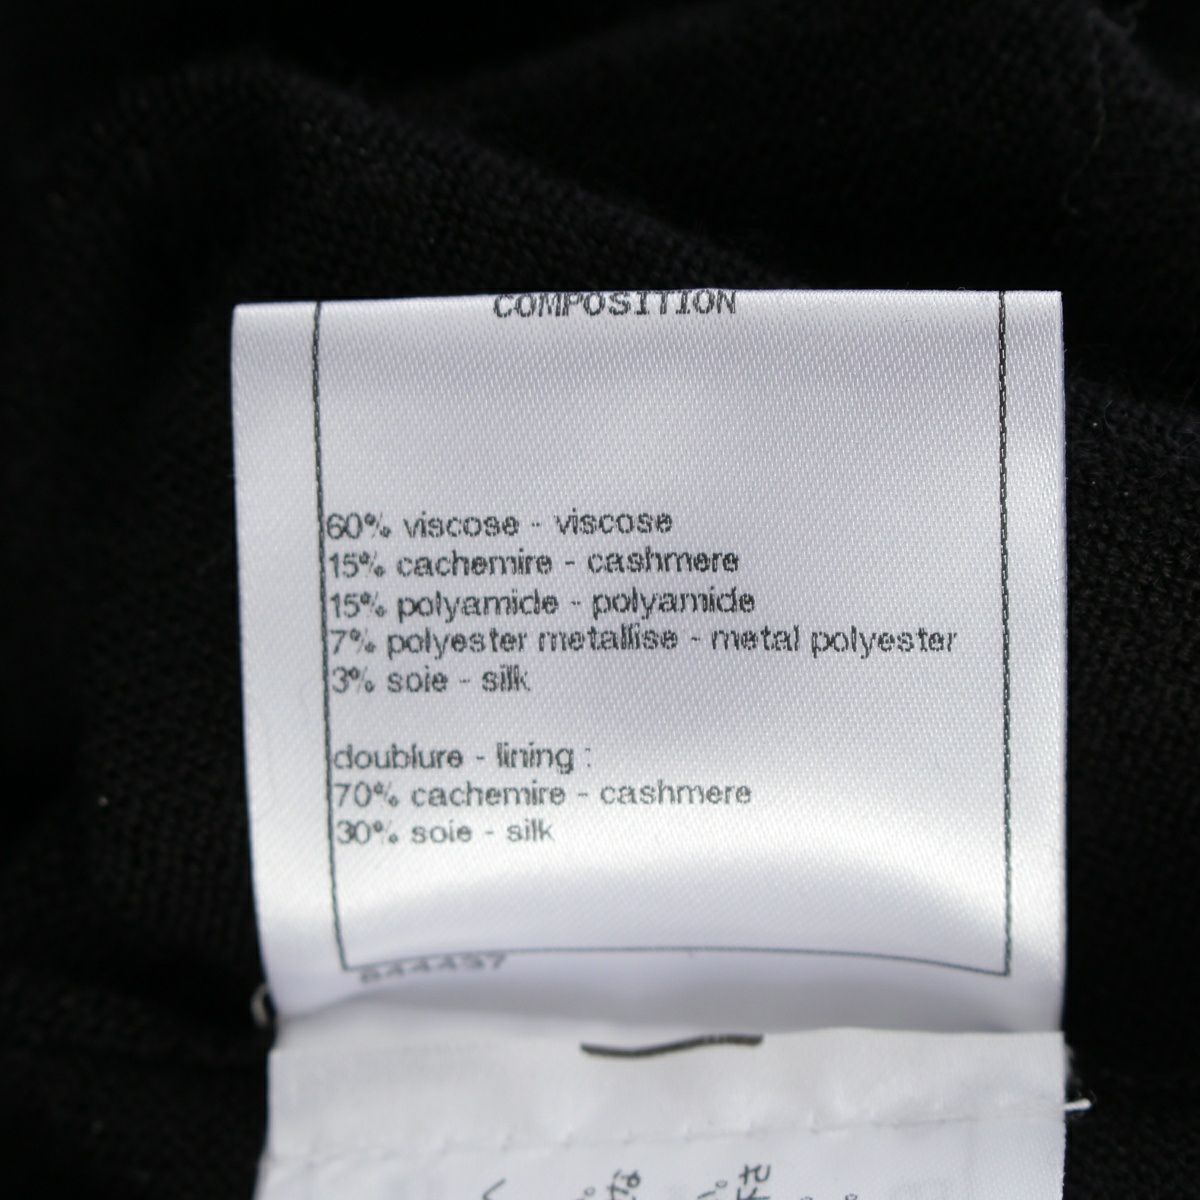 COMPOSITION
60% viscose - viscose
15% cachemire - cashmere
15% polyamide - polyamide
7% polyester metallise - metal polyester
3% soie - silk
doublure - lining :
70% cachemire - cashmere
30% soie - silk